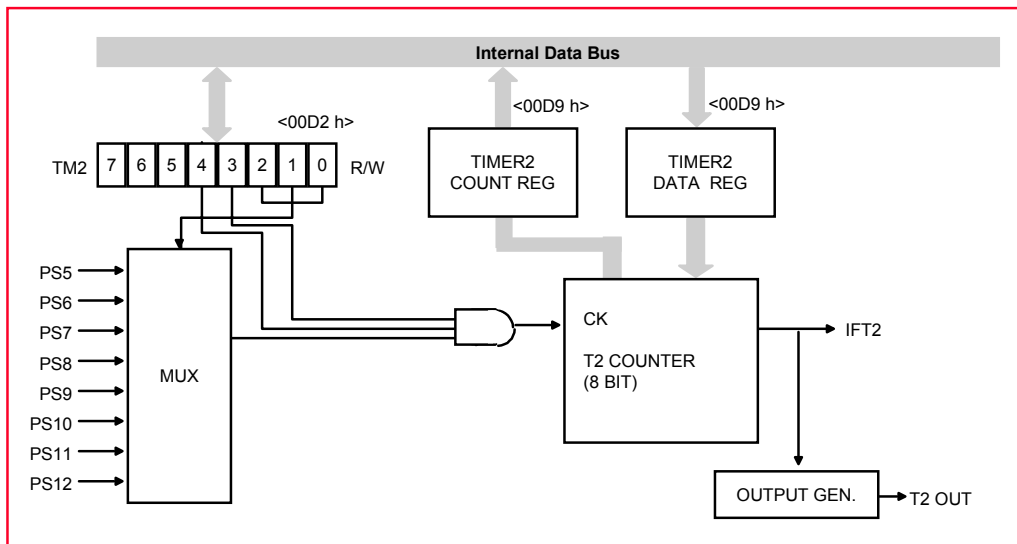 Internal Data Bus
<00D2 h>
<00D9 h>
<00D9 h>
TM2 7 6 5 4 3 2 1 0 R/W
TIMER2
COUNT REG
TIMER2
DATA REG
PS5
PS6
PS7
PS8
PS9
PS10
PS11
PS12
MUX
CK
T2 COUNTER
(8 BIT)
IFT2
OUTPUT GEN.
T2 OUT